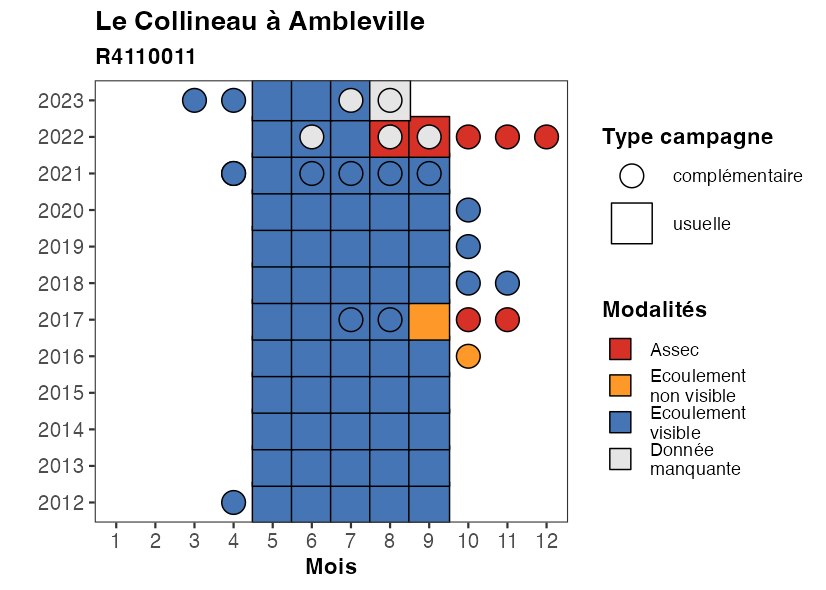 Le Collineau à Ambleville
R4110011
2023
2022
2021
2020
2019
2018
2017
2016
2015
2014
2013
2012
1 2 3 4 5 6 7 8 9 10 11 12
Mois
Type campagne
complémentaire
usuelle
Modalités
Assec
Ecoulement
non visible
Ecoulement
visible
Donnée
manquante